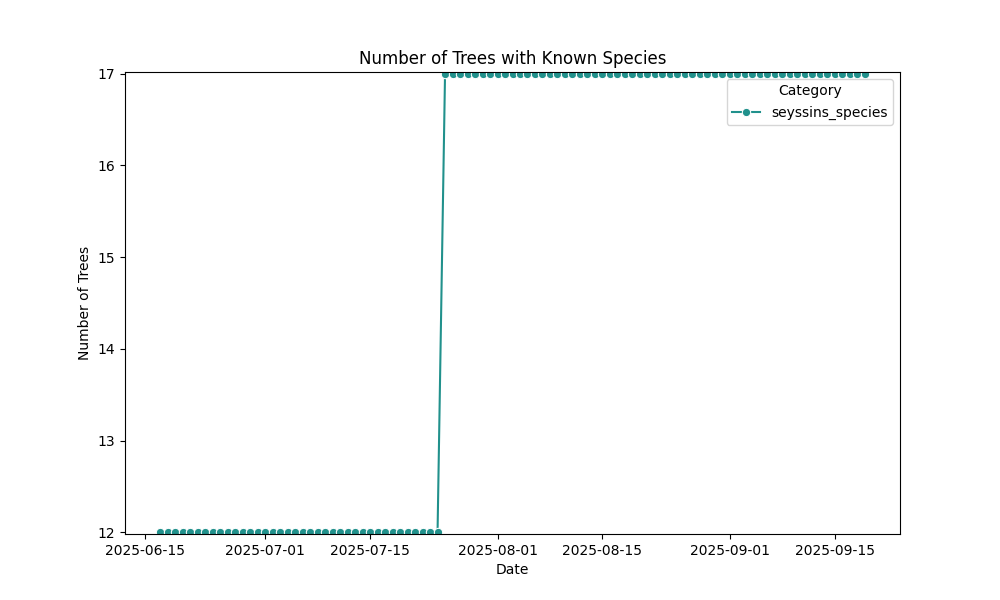 Number of Trees with Known Species
17
16
15
14
13
12
Number of Trees
Category
seyssins_species
2025-06-15
2025-07-01
2025-07-15
2025-08-01
2025-08-15
2025-09-01
2025-09-15
Date